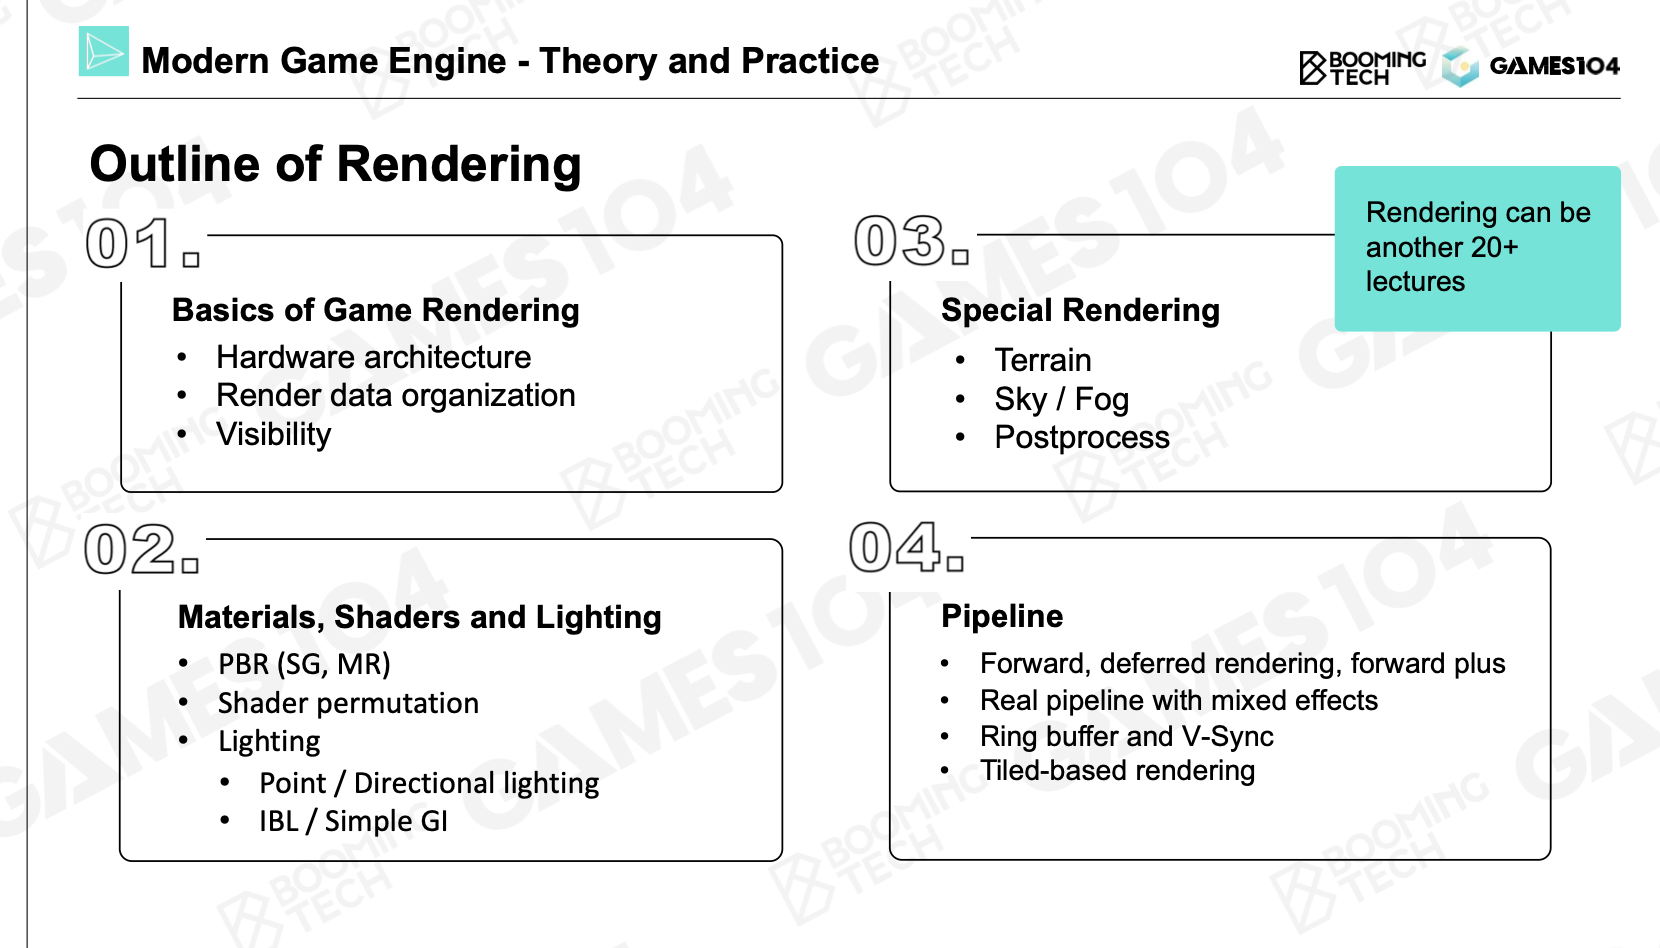 Modern Game Engine - Theory and Practice
BOOMING
TECH
GAMES104
Outline of Rendering
01.
Basics of Game Rendering
• Hardware architecture
• Render data organization
• Visibility
02.
Materials, Shaders and Lighting
• PBR (SG, MR)
• Shader permutation
• Lighting
• Point / Directional lighting
• IBL / Simple GI
03.
Rendering can be
another 20+
lectures
Special Rendering
• Terrain
• Sky / Fog
• Postprocess
04.
Pipeline
• Forward, deferred rendering, forward plus
• Real pipeline with mixed effects
• Ring buffer and V-Sync
• Tiled-based rendering